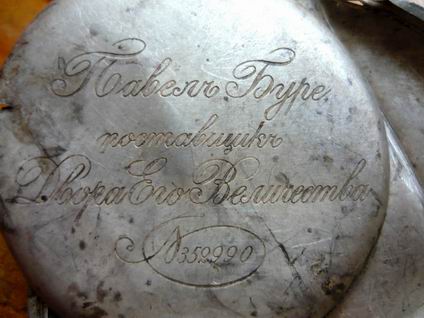 Павелъ Буре
поставщикъ
Двора Его Величества
№352990